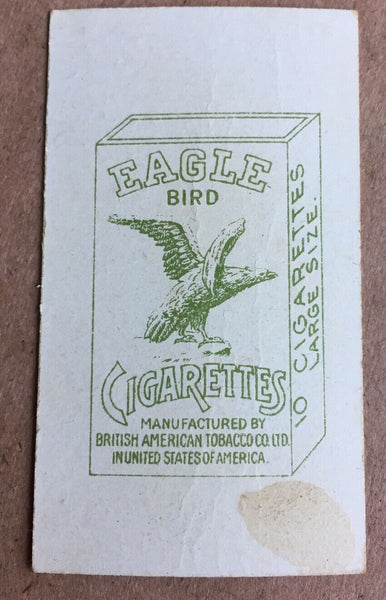 EAGLE
BIRD
CIGARETTES
MANUFACTURED BY
BRITISH AMERICAN TOBACCO CO. LTD.
IN UNITED STATES OF AMERICA.
10 CIGARETTES
LARGE SIZE.